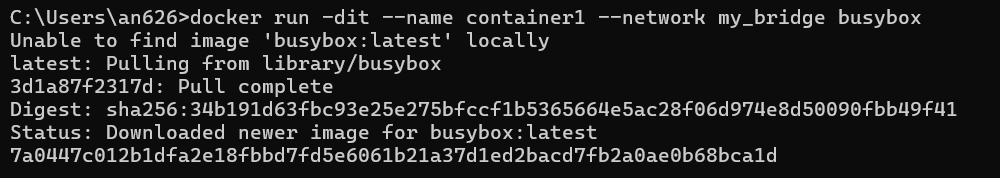 C:\Users\an626>docker run -dit --name container1 --network my_bridge busybox
Unable to find image 'busybox:latest' locally
latest: Pulling from library/busybox
3d1a87f2317d: Pull complete
Digest: sha256:34b191d63fbc93e25e275bfccf1b5365664e5ac28f06d974e8d50090fbb49f41
Status: Downloaded newer image for busybox:latest
7a0447c012b1dfa2e18fbbd7fd5e6061b21a37d1ed2bacd7fb2a0ae0b68bca1d